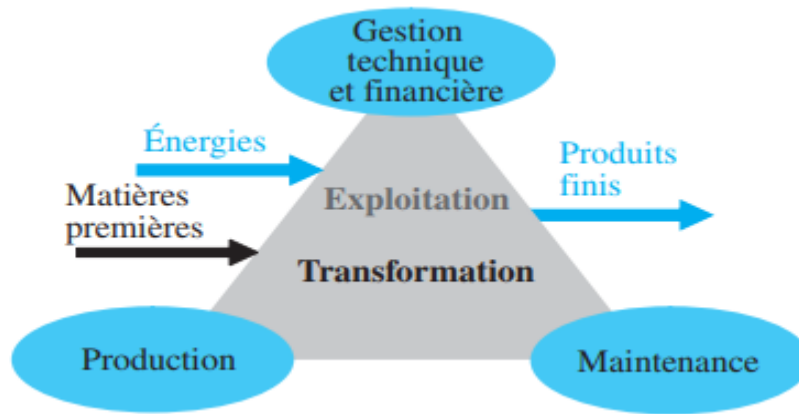 Gestion
technique
et financière
Énergies
Produits
finis
Matières
premières
Exploitation
Transformation
Production
Maintenance